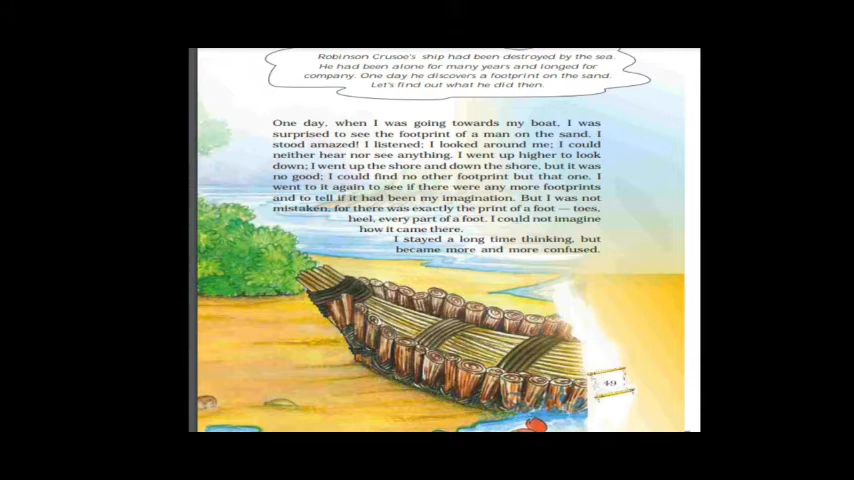 Robinson Crusoe's ship had been destroyed by the sea.
He had been alone for many years and longed for
company. One day he discovers a footprint on the sand.
Let's find out what he did then.
One day, when I was going towards my boat, I was
surprised to see the footprint of a man on the sand. I
stood amazed! I listened; I looked around me; I could
neither hear nor see anything. I went up higher to look
down; I went up the shore and down the shore, but it was
no good; I could find no other footprint but that one. I
went to it again to see if there were any more footprints
and to tell if it had been my imagination. But I was not
mistaken, for there was exactly the print of a foot — toes,
heel, every part of a foot. I could not imagine
how it came there.
I stayed a long time thinking, but
became more and more confused.
49